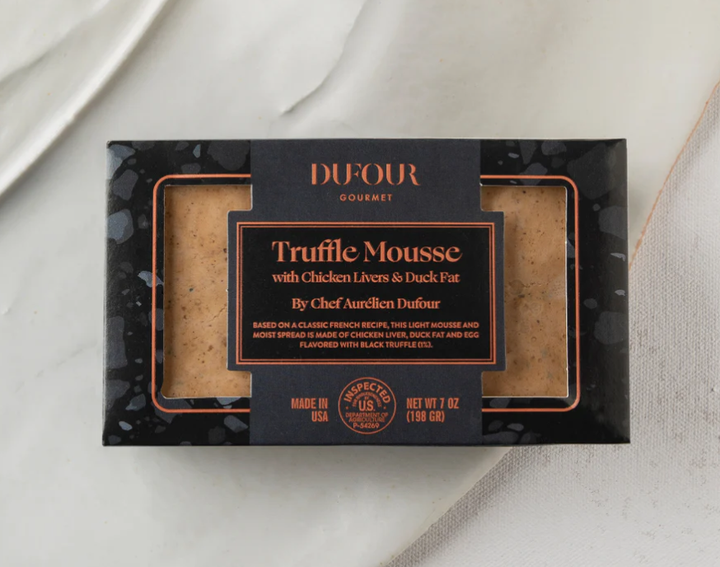 DUFOUR
GOURMET
Truffle Mousse
with Chicken Livers & Duck Fat
By Chef Aurélien Dufour
BASED ON A CLASSIC FRENCH RECIPE, THIS LIGHT MOUSSE AND
MOIST SPREAD IS MADE OF CHICKEN LIVER, DUCK FAT AND EGG
FLAVORED WITH BLACK TRUFFLE (1%).
MADE IN
USA
INSPECTED
U.S.
DEPARTMENT OF
AGRICULTURE
P-54269
NET WT 7 OZ
(198 GR)